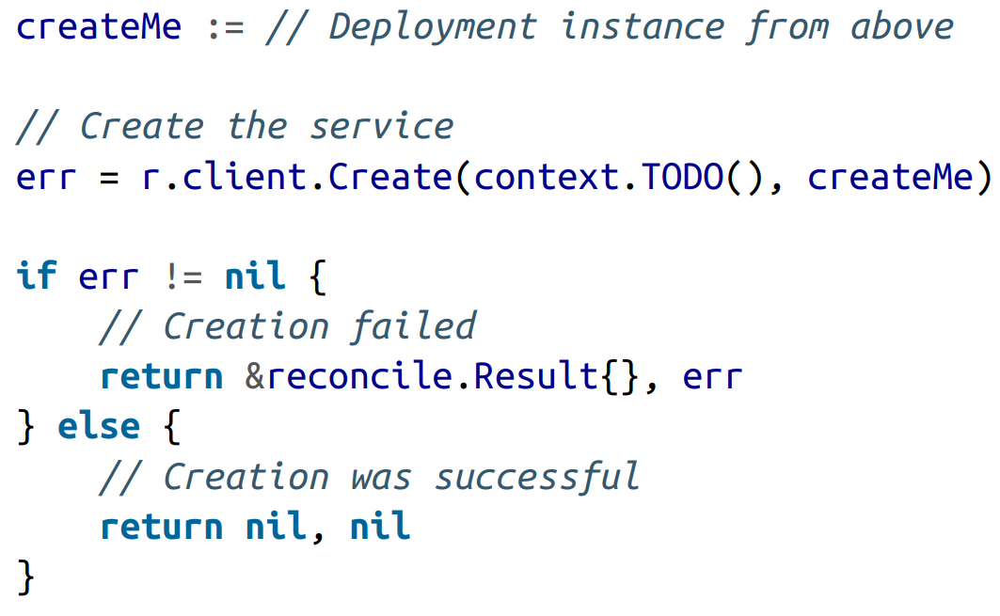 createMe := // Deployment instance from above
// Create the service
err = r.client.Create(context.TODO(), createMe)
if err != nil {
    // Creation failed
    return &reconcile.Result{}, err
} else {
    // Creation was successful
    return nil, nil
}